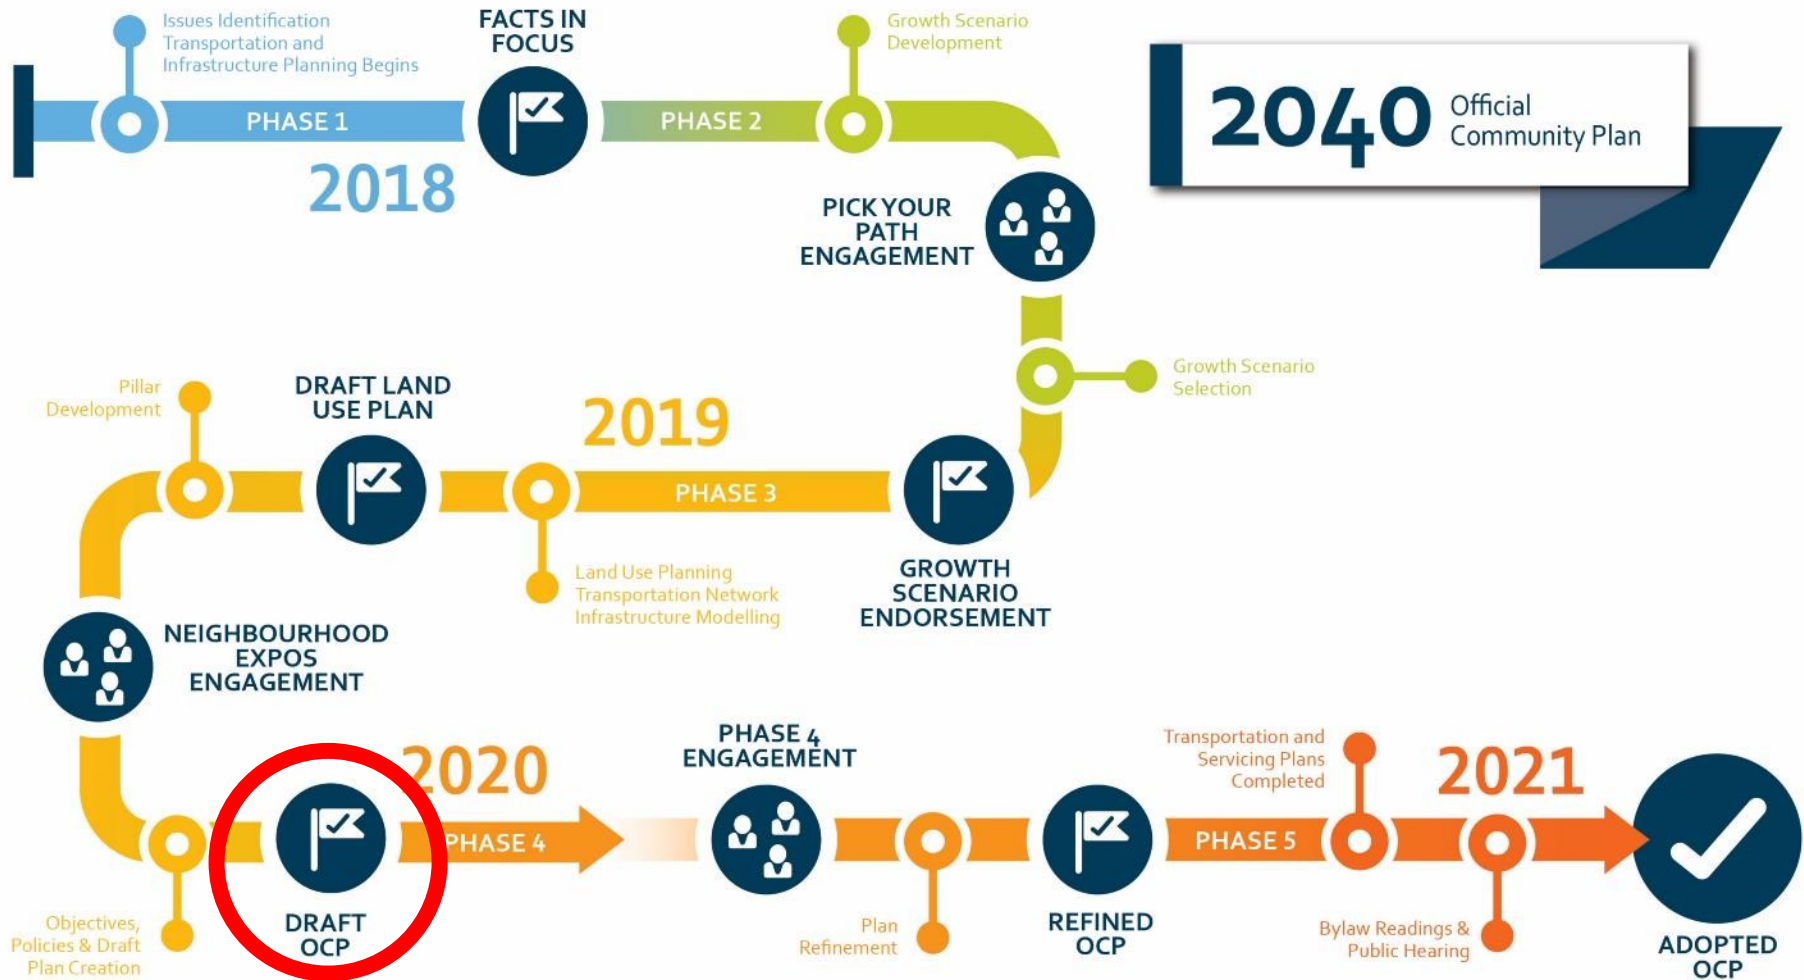 Issues Identification
Transportation and
Infrastructure Planning Begins
FACTS IN
FOCUS
Growth Scenario
Development
2040 Official
Community Plan
PHASE 1
PHASE 2
2018
PICK YOUR
PATH
ENGAGEMENT
Growth Scenario
Selection
Pillar
Development
DRAFT LAND
USE PLAN
2019
PHASE 3
Land Use Planning
Transportation Network
Infrastructure Modelling
GROWTH
SCENARIO
ENDORSEMENT
NEIGHBOURHOOD
EXPOS
ENGAGEMENT
2020
PHASE 4
ENGAGEMENT
Transportation and
Servicing Plans
Completed
2021
PHASE 4
PHASE 5
Objectives,
Policies & Draft
Plan Creation
DRAFT
OCP
Plan
Refinement
REFINED
OCP
Bylaw Readings &
Public Hearing
ADOPTED
OCP